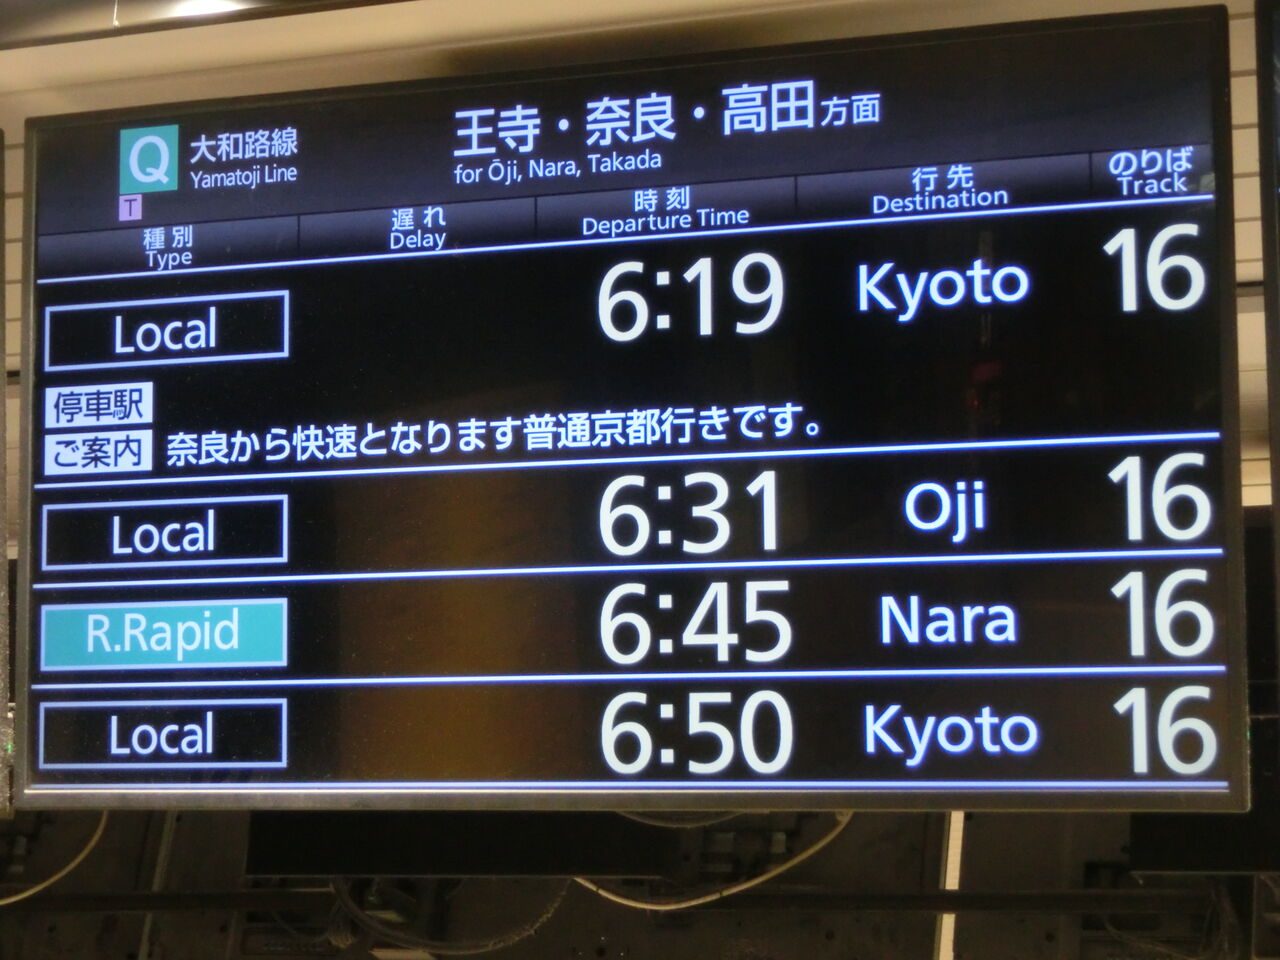 Q 大和路線 王寺・奈良・高田方面
Yamatoji Line for Ōji, Nara, Takada
T
種別 遅れ 時刻 行先 のりば
Type Delay Departure Time Destination Track
Local 6:19 Kyoto 16
停車駅
ご案内 奈良から快速となります普通京都行きです。
Local 6:31 Oji 16
R.Rapid 6:45 Nara 16
Local 6:50 Kyoto 16